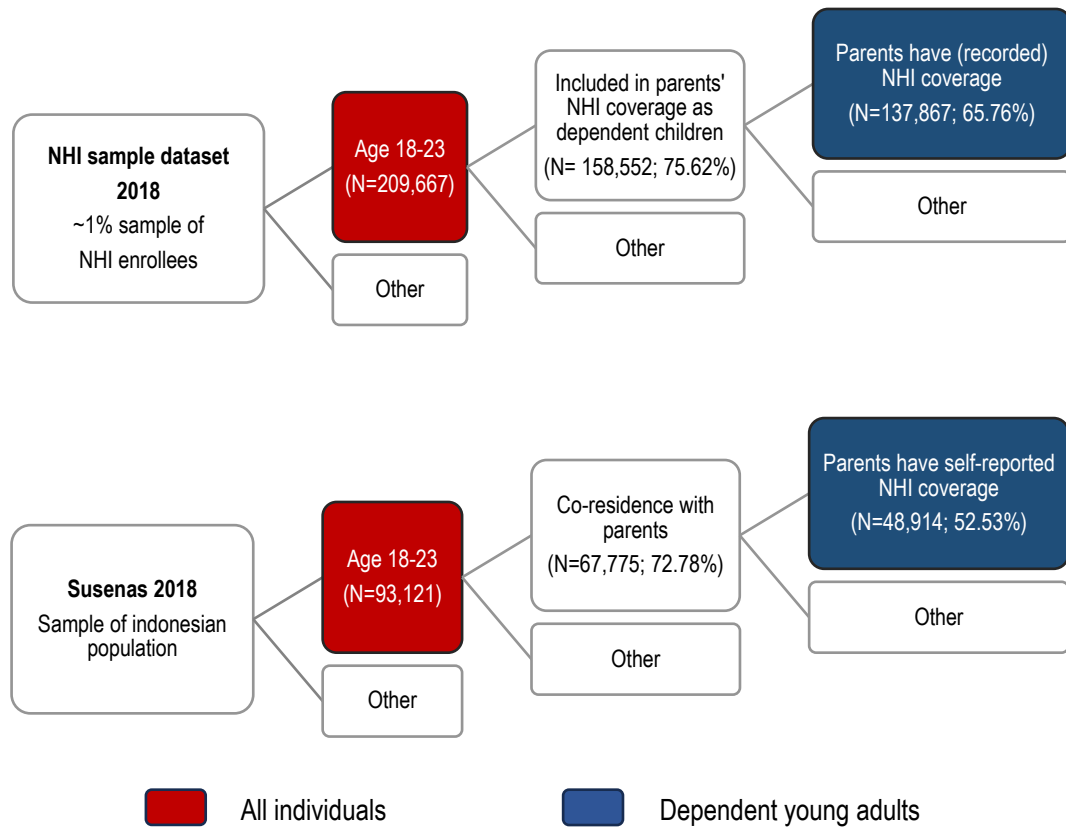 NHI sample dataset
2018
~1% sample of
NHI enrollees
Age 18-23
(N=209,667)
Other
Included in parents'
NHI coverage as
dependent children
(N= 158,552; 75.62%)
Other
Parents have (recorded)
NHI coverage
(N=137,867; 65.76%)
Other
Susenas 2018
Sample of indonesian
population
Age 18-23
(N=93,121)
Other
Co-residence with
parents
(N=67,775; 72.78%)
Other
Parents have self-reported
NHI coverage
(N=48,914; 52.53%)
Other
All individuals
Dependent young adults